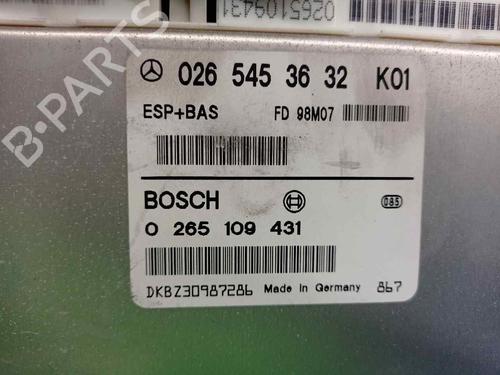 0265109431
026 545 36 32 K01
ESP+BAS FD 98M07
BOSCH 085
0 265 109 431
DKBZ30987286 Made in Germany 867
B-PARTS